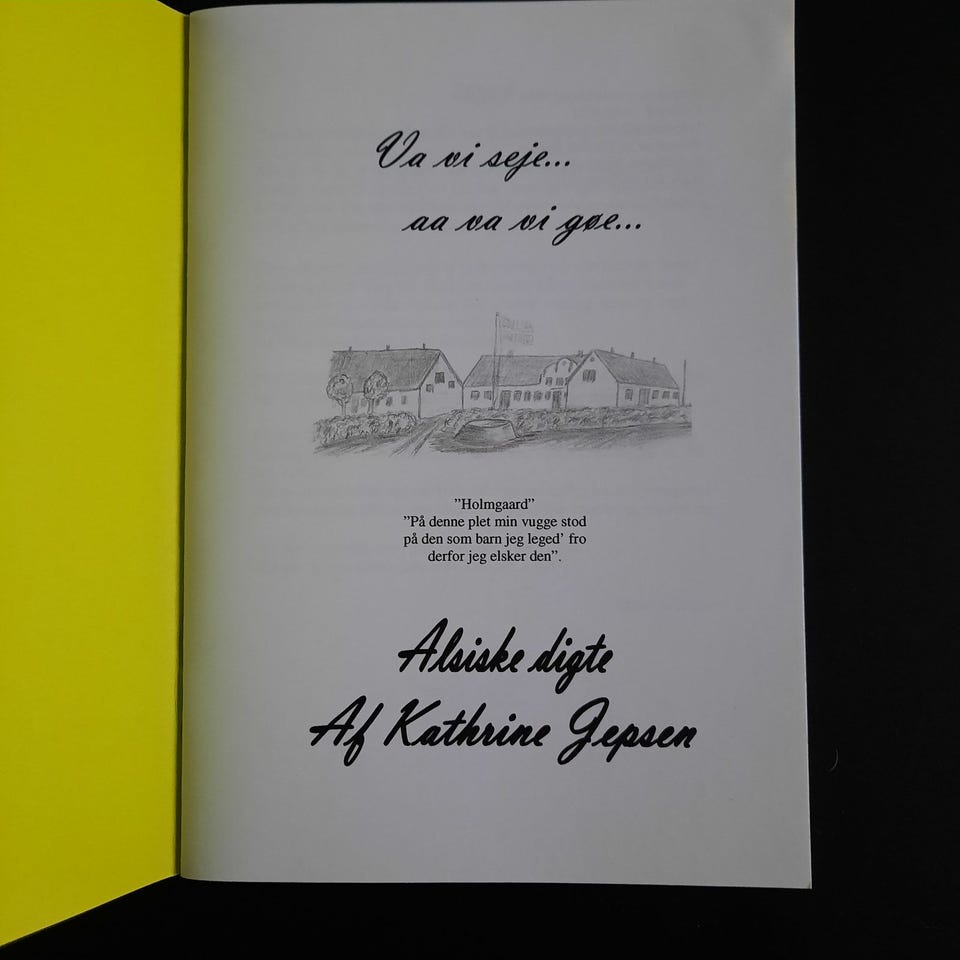 Va vi seje...
aa va vi gøe...
”Holmgaard”
”På denne plet min vugge stod
på den som barn jeg leged’ fro
derfor jeg elsker den”.
Alsiske digte
Af Kathrine Jepsen